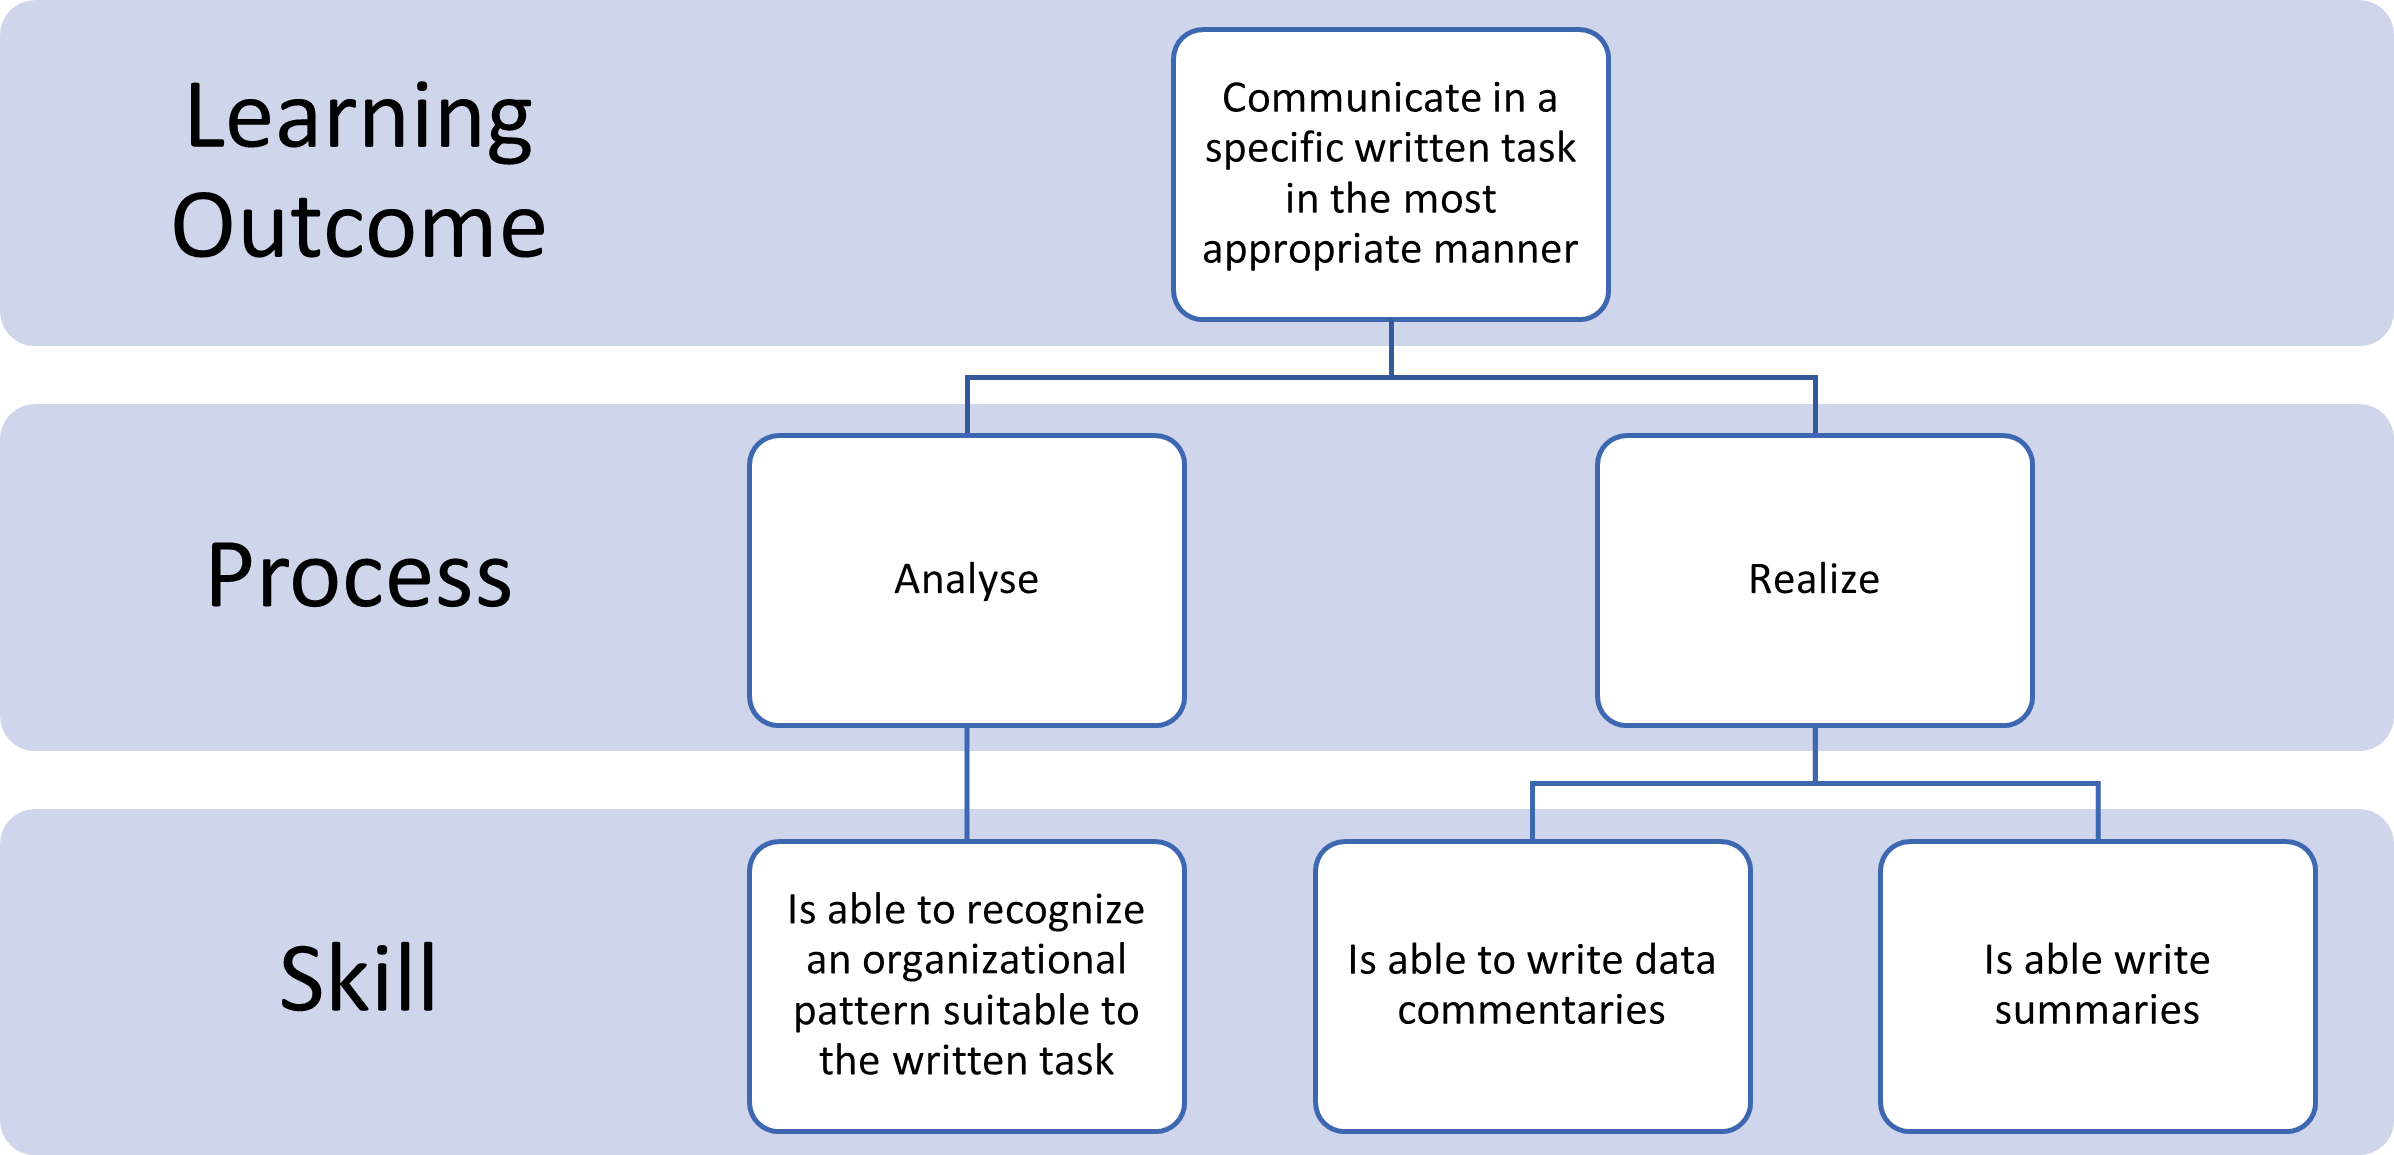 Learning
Outcome
Communicate in a
specific written task
in the most
appropriate manner
Process
Analyse
Realize
Skill
Is able to recognize
an organizational
pattern suitable to
the written task
Is able to write data
commentaries
Is able write
summaries